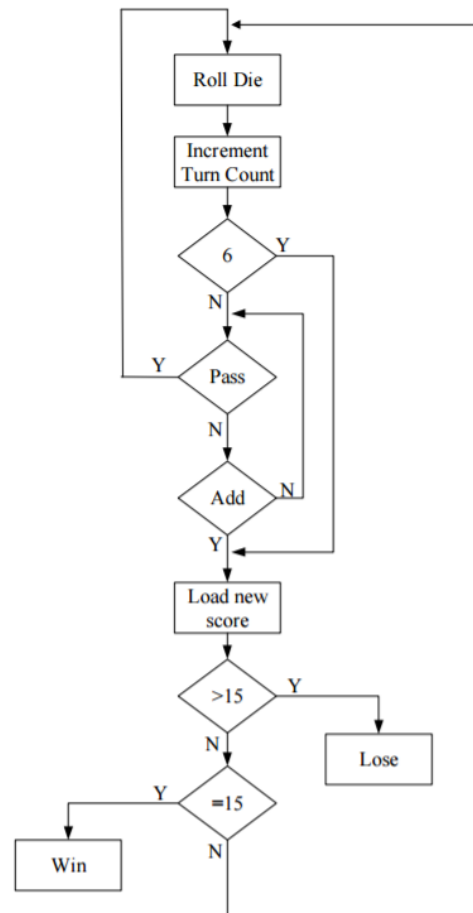 Roll Die
Increment
Turn Count
6
Y
N
Y
Pass
N
Add
N
Y
Load new
score
>15
Y
N
Lose
Y
=15
N
Win